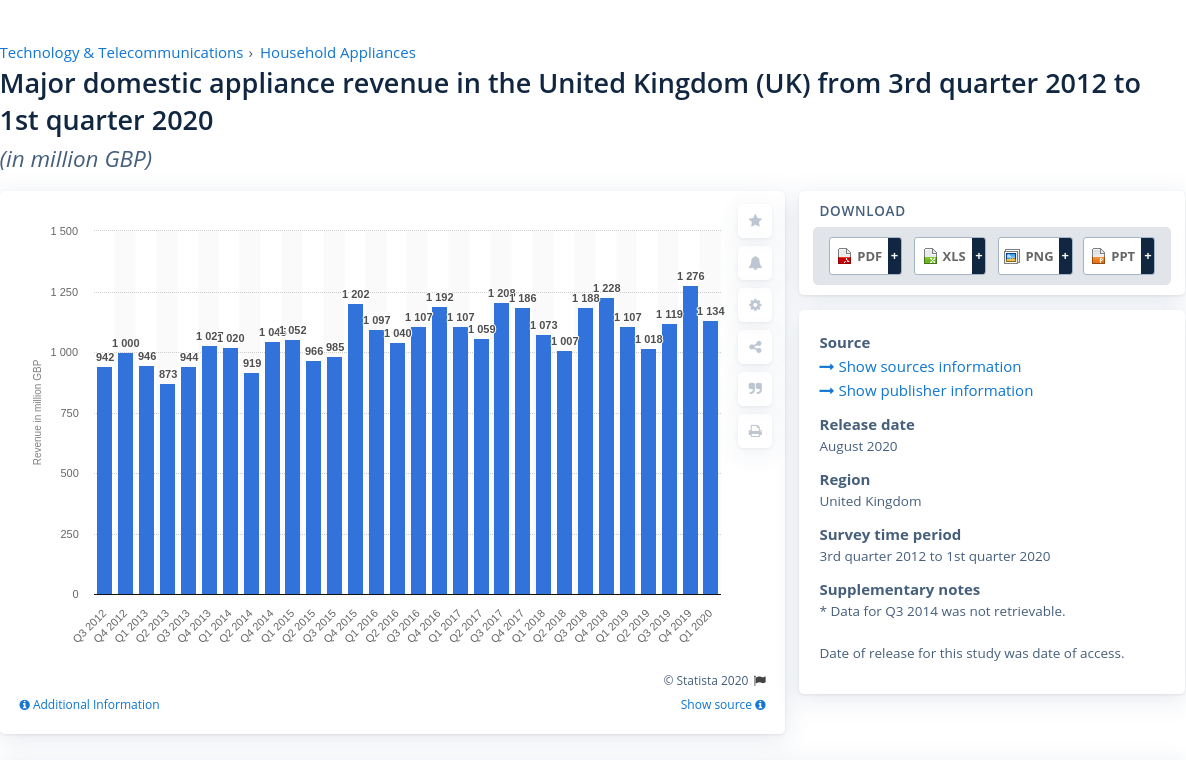 Technology & Telecommunications › Household Appliances
Major domestic appliance revenue in the United Kingdom (UK) from 3rd quarter 2012 to
1st quarter 2020
(in million GBP)
DOWNLOAD
PDF +
XLS +
PNG +
PPT +
Revenue in million GBP
1 500
1 250
1 000
750
500
250
0
942
1 000
946
873
944
1 027
1 020
919
1 052
966
985
1 202
1 097
1 040
1 107
1 192
1 107
1 059
1 209
1 186
1 073
1 007
1 188
1 228
1 107
1 018
1 119
1 276
1 134
Q3 2012
Q4 2012
Q1 2013
Q2 2013
Q3 2013
Q4 2013
Q1 2014
Q2 2014
Q4 2014
Q1 2015
Q2 2015
Q3 2015
Q4 2015
Q1 2016
Q2 2016
Q3 2016
Q4 2016
Q1 2017
Q2 2017
Q3 2017
Q4 2017
Q1 2018
Q2 2018
Q3 2018
Q4 2018
Q1 2019
Q2 2019
Q3 2019
Q4 2019
Q1 2020
© Statista 2020
Additional Information
Show source
Source
Show sources information
Show publisher information
Release date
August 2020
Region
United Kingdom
Survey time period
3rd quarter 2012 to 1st quarter 2020
Supplementary notes
* Data for Q3 2014 was not retrievable.
Date of release for this study was date of access.